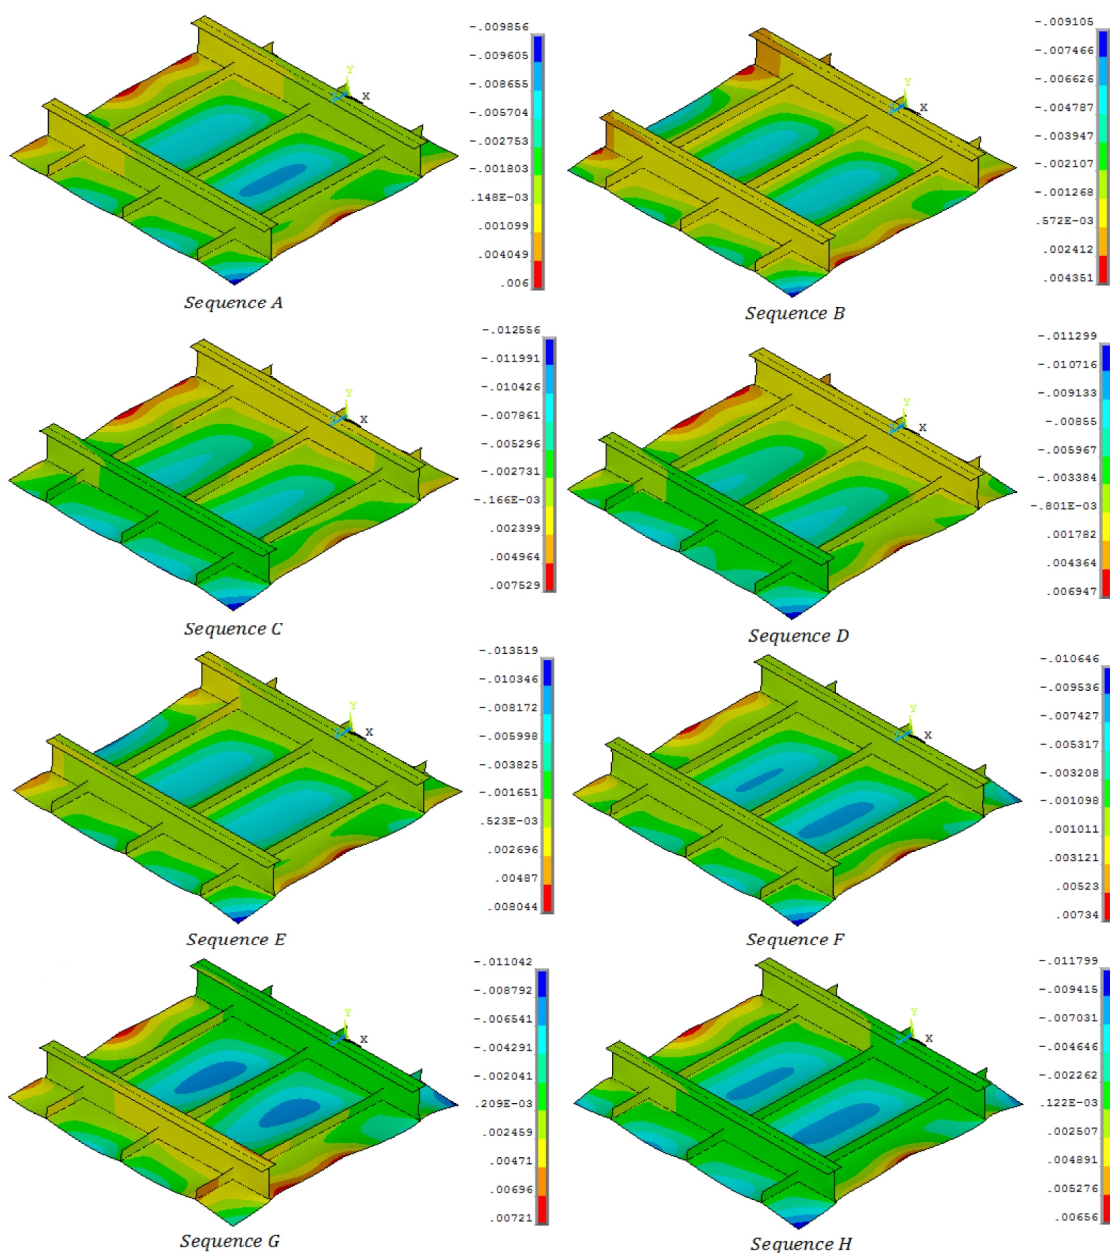 -.009856
-.009605
-.008655
-.005704
-.002753
-.001803
.148E-03
.001099
.004049
.006
Y
X
Sequence A
-.009105
-.007466
-.006626
-.004787
-.003947
-.002107
-.001268
.572E-03
.002412
.004351
Y
X
Sequence B
-.012556
-.011991
-.010426
-.007861
-.005296
-.002731
-.166E-03
.002399
.004964
.007529
Y
X
Sequence C
-.011299
-.010716
-.009133
-.00855
-.005967
-.003384
-.801E-03
.001782
.004364
.006947
Y
X
Sequence D
-.013519
-.010346
-.008172
-.005998
-.003825
-.001651
.523E-03
.002696
.00487
.008044
Y
X
Sequence E
-.010646
-.009536
-.007427
-.005317
-.003208
-.001098
.001011
.003121
.00523
.00734
Y
X
Sequence F
-.011042
-.008792
-.006541
-.004291
-.002041
.209E-03
.002459
.00471
.00696
.00721
Y
X
Sequence G
-.011799
-.009415
-.007031
-.004646
-.002262
.122E-03
.002507
.004891
.005276
.00656
Y
X
Sequence H